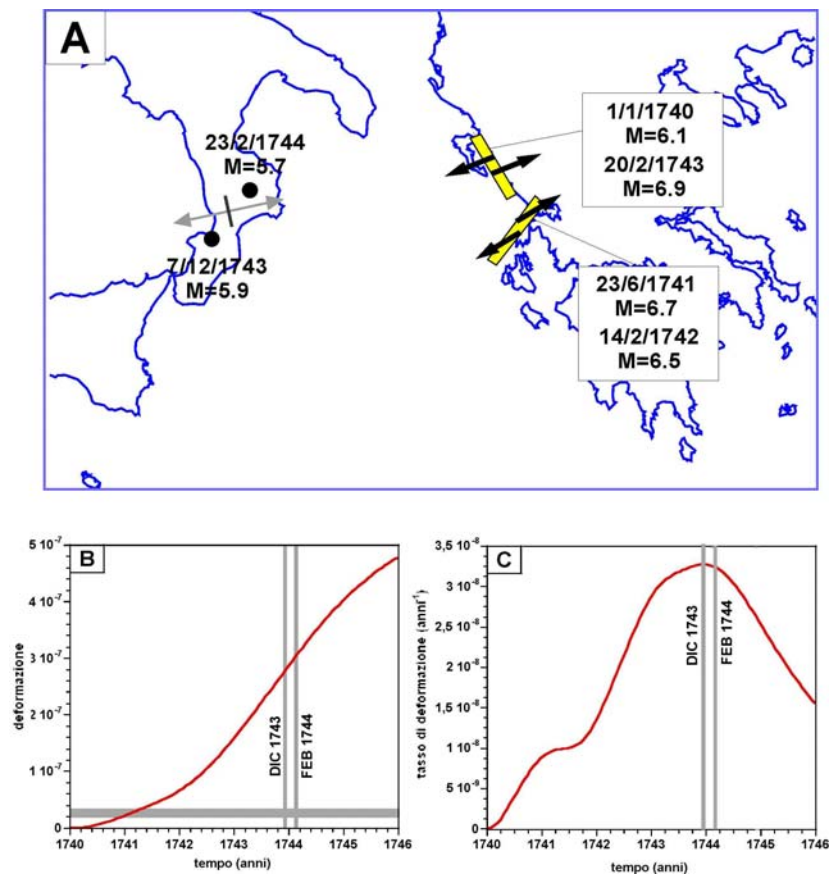 A
23/2/1744
M=5.7
7/12/1743
M=5.9
1/1/1740
M=6.1
20/2/1743
M=6.9
23/6/1741
M=6.7
14/2/1742
M=6.5
B
5 10⁻⁷
4 10⁻⁷
3 10⁻⁷
2 10⁻⁷
1 10⁻⁷
0
deformazione
DIC 1743
FEB 1744
1740 1741 1742 1743 1744 1745 1746
tempo (anni)
C
3,5 10⁻⁸
3 10⁻⁸
2,5 10⁻⁸
2 10⁻⁸
1,5 10⁻⁸
1 10⁻⁸
5 10⁻⁹
0
tasso di deformazione (anni⁻¹)
DIC 1743
FEB 1744
1740 1741 1742 1743 1744 1745 1746
tempo (anni)